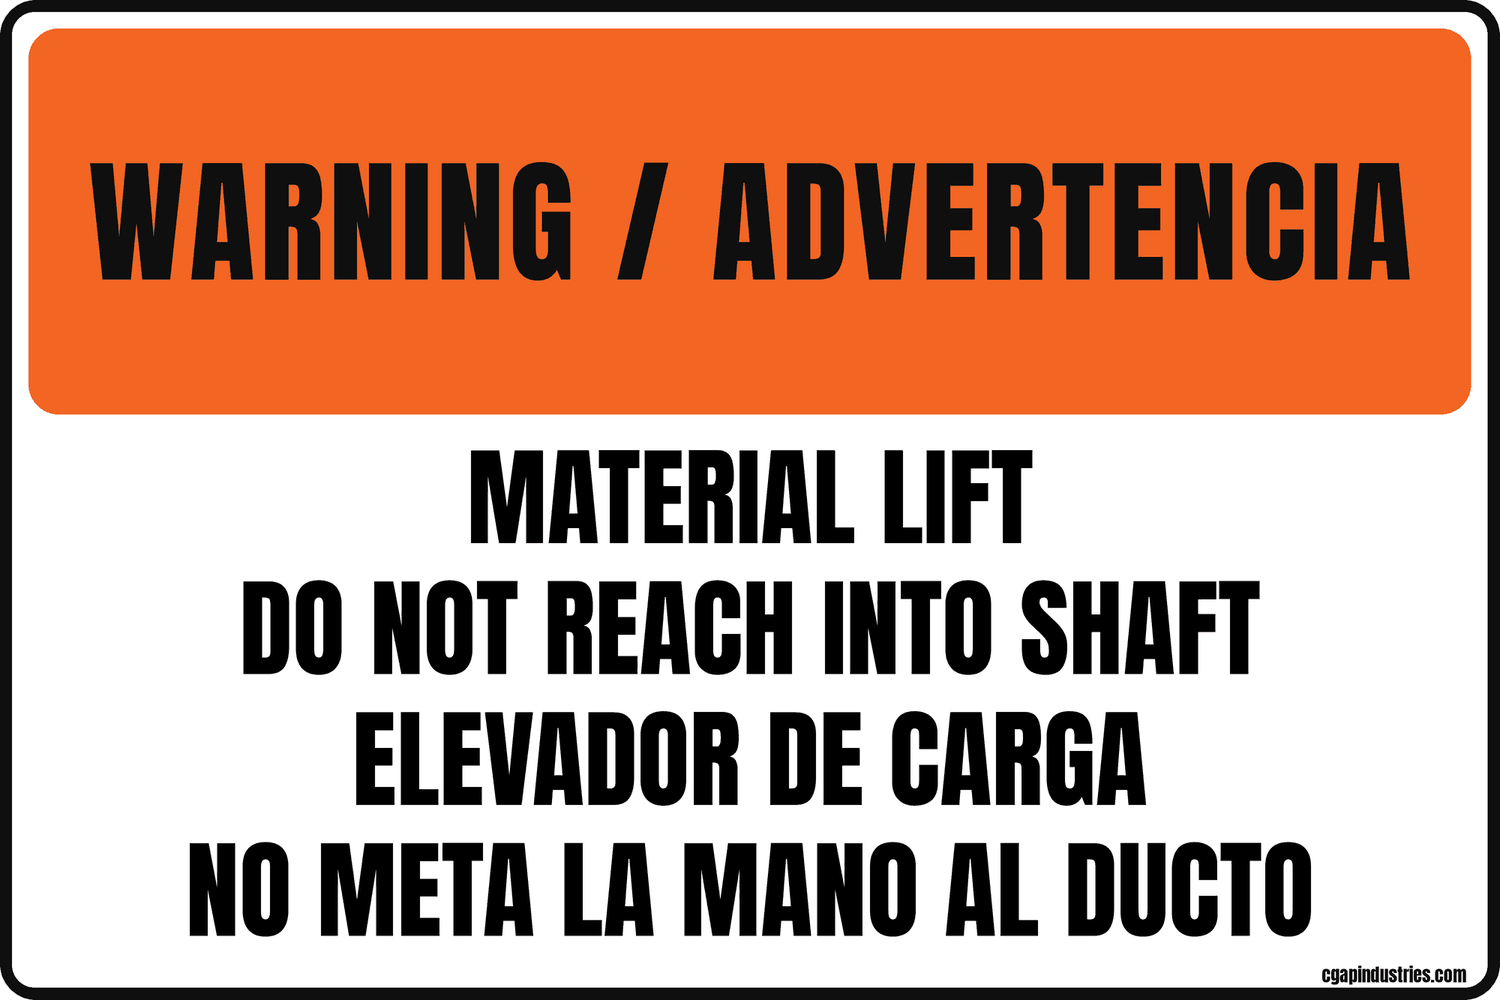 WARNING / ADVERTENCIA
MATERIAL LIFT
DO NOT REACH INTO SHAFT
ELEVADOR DE CARGA
NO META LA MANO AL DUCTO
cgapindustries.com